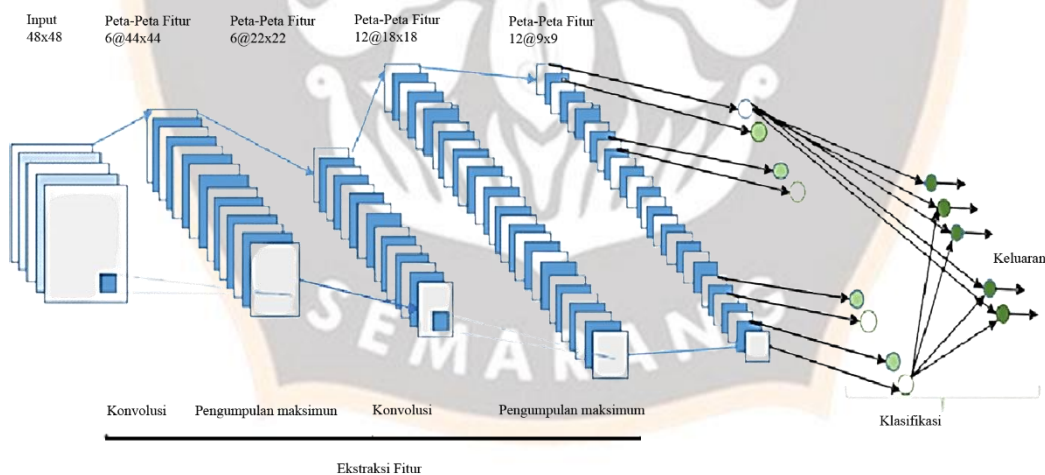 Input
48x48
Peta-Peta Fitur
6@44x44
Peta-Peta Fitur
6@22x22
Peta-Peta Fitur
12@18x18
Peta-Peta Fitur
12@9x9
Keluaran
SEMARANG
Konvolusi
Pengumpulan maksimun
Konvolusi
Pengumpulan maksimum
Klasifikasi
Ekstraksi Fitur